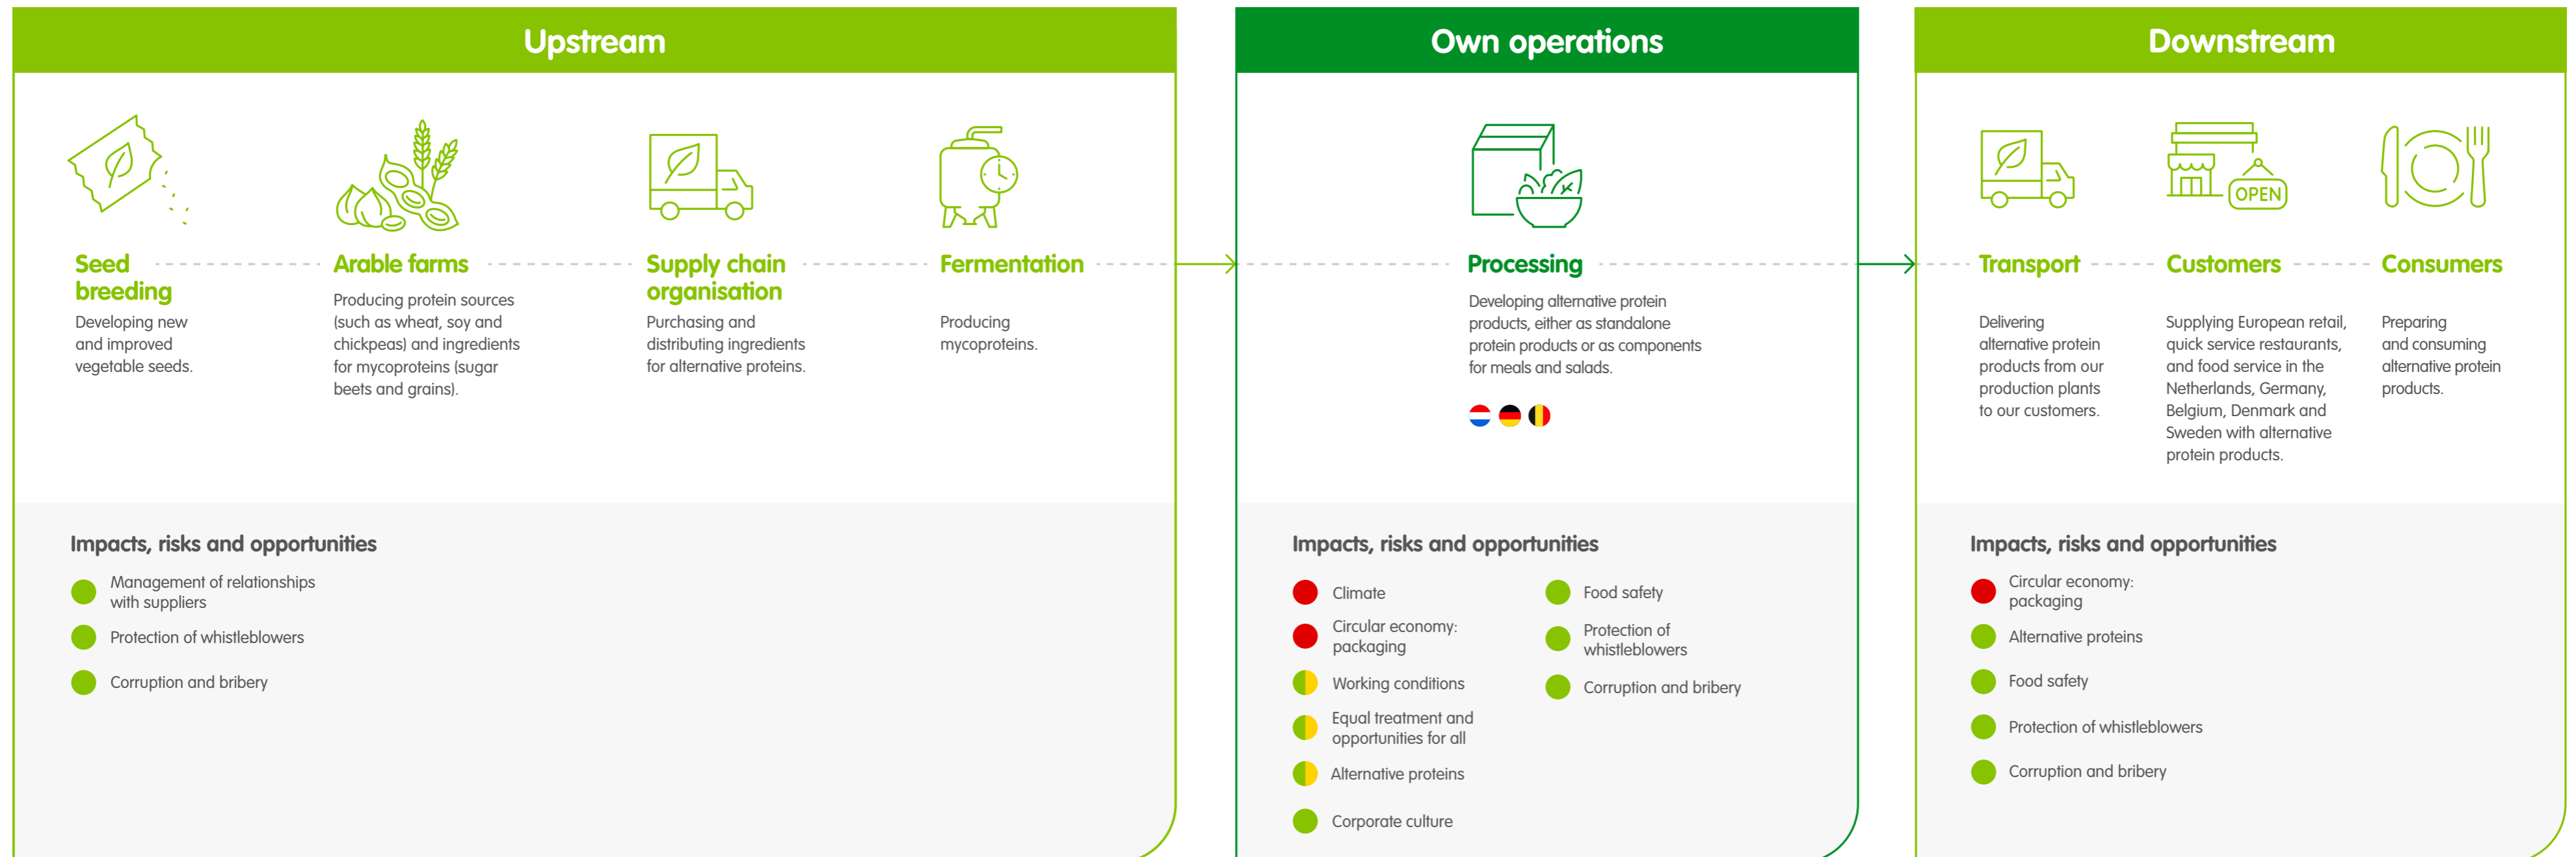 Upstream
Seed
breeding
Developing new
and improved
vegetable seeds.
Arable farms
Producing protein sources
(such as wheat, soy and
chickpeas) and ingredients
for mycoproteins (sugar
beets and grains).
Supply chain
organisation
Purchasing and
distributing ingredients
for alternative proteins.
Fermentation
Producing
mycoproteins.
Impacts, risks and opportunities
Management of relationships
with suppliers
Protection of whistleblowers
Corruption and bribery
Own operations
Processing
Developing alternative protein
products, either as standalone
protein products or as components
for meals and salads.
Impacts, risks and opportunities
Climate
Circular economy:
packaging
Working conditions
Equal treatment and
opportunities for all
Alternative proteins
Corporate culture
Food safety
Protection of
whistleblowers
Corruption and bribery
Downstream
Transport
Delivering
alternative protein
products from our
production plants
to our customers.
OPEN
Customers
Supplying European retail,
quick service restaurants,
and food service in the
Netherlands, Germany,
Belgium, Denmark and
Sweden with alternative
protein products.
Consumers
Preparing
and consuming
alternative protein
products.
Impacts, risks and opportunities
Circular economy:
packaging
Alternative proteins
Food safety
Protection of whistleblowers
Corruption and bribery